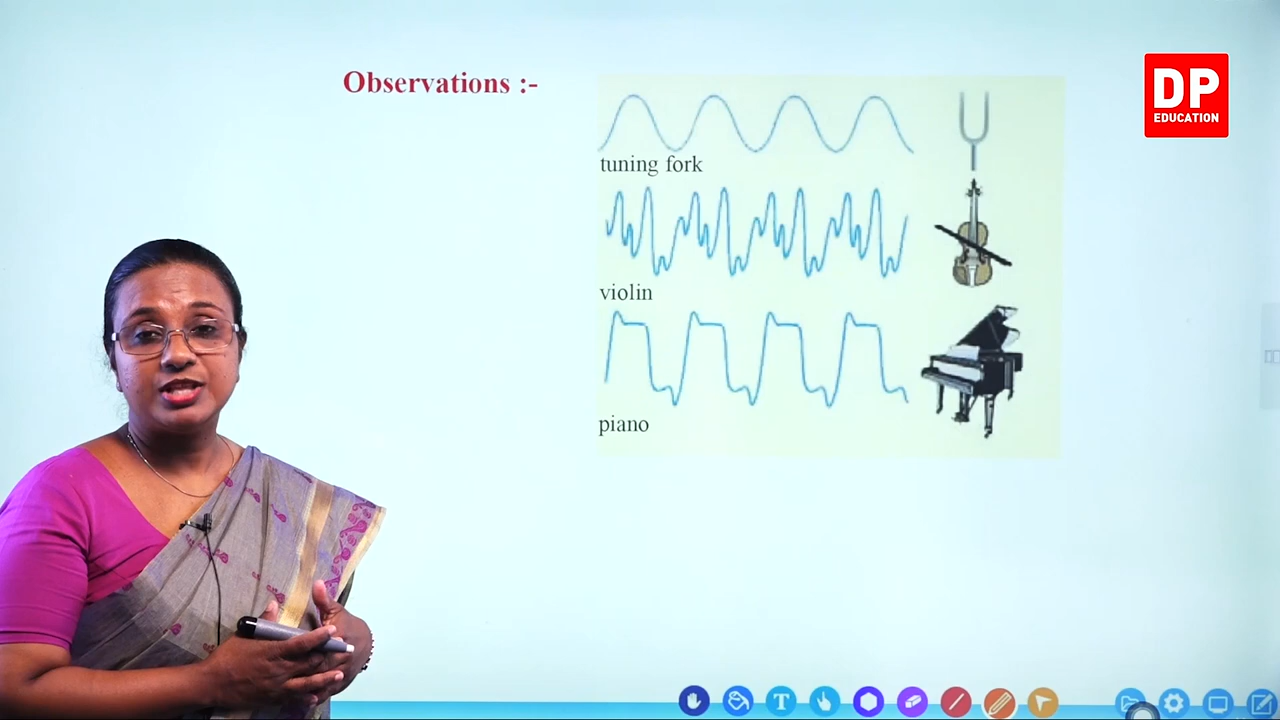 Observations :-
DP
EDUCATION
tuning fork
violin
piano
T